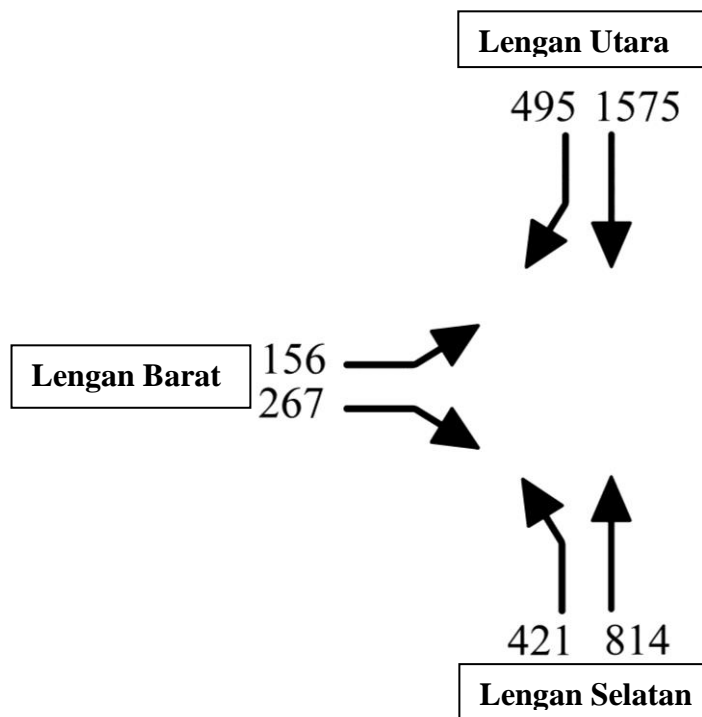 Lengan Utara
495 1575
Lengan Barat
156
267
421 814
Lengan Selatan